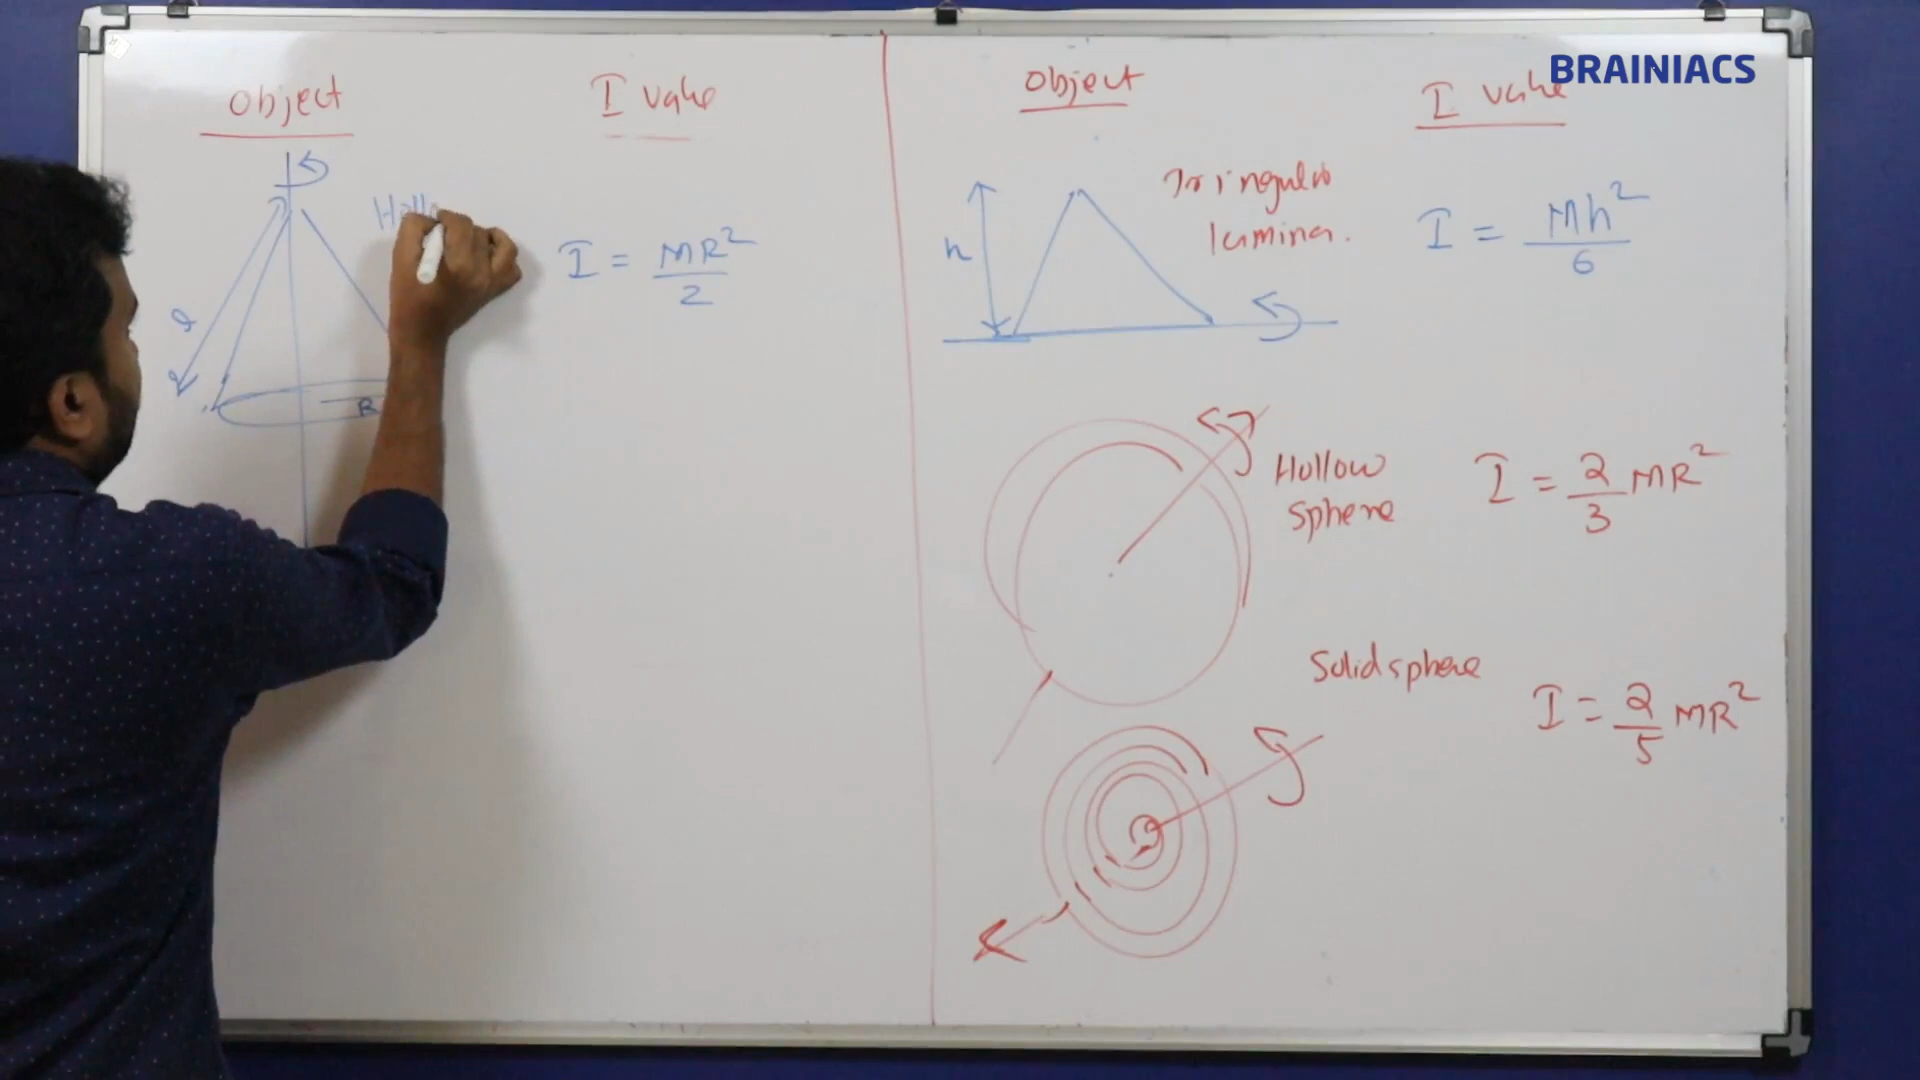 BRAINIACS
Object
I value
Hollo
I = MR²/2
l
R
Object
I value
Triangular
lamina.
h
I = Mh²/6
Hollow
sphere
I = 2/3 MR²
Solid sphere
I = 2/5 MR²